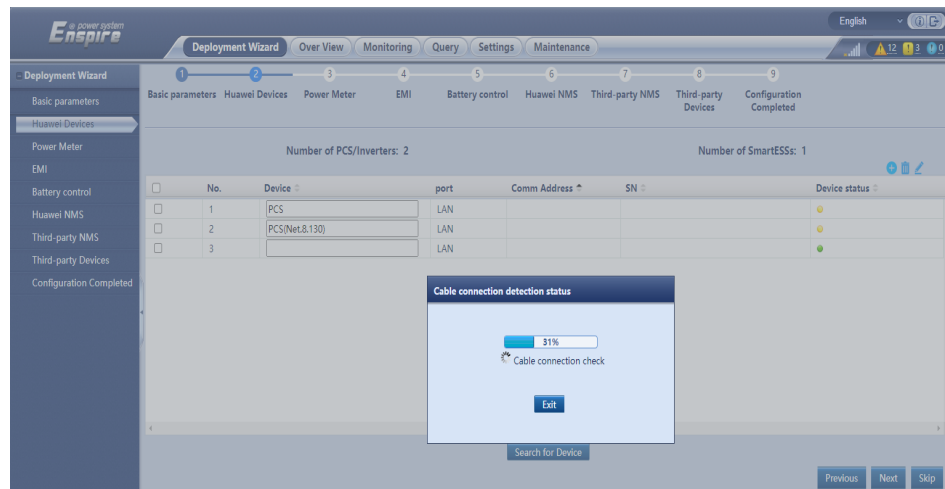 Enspire
e power system
English
Deployment Wizard Over View Monitoring Query Settings Maintenance
12 3 0
Deployment Wizard
Basic parameters
Huawei Devices
Power Meter
EMI
Battery control
Huawei NMS
Third-party NMS
Third-party Devices
Configuration Completed
1 2 3 4 5 6 7 8 9
Basic parameters Huawei Devices Power Meter EMI Battery control Huawei NMS Third-party NMS Third-party Devices Configuration Completed
Number of PCS/Inverters: 2 Number of SmartESSs: 1
No. Device port Comm Address SN Device status
1 PCS LAN
2 PCS(Net.8.130) LAN
3 LAN
Cable connection detection status
31%
Cable connection check
Exit
Search for Device
Previous Next Skip